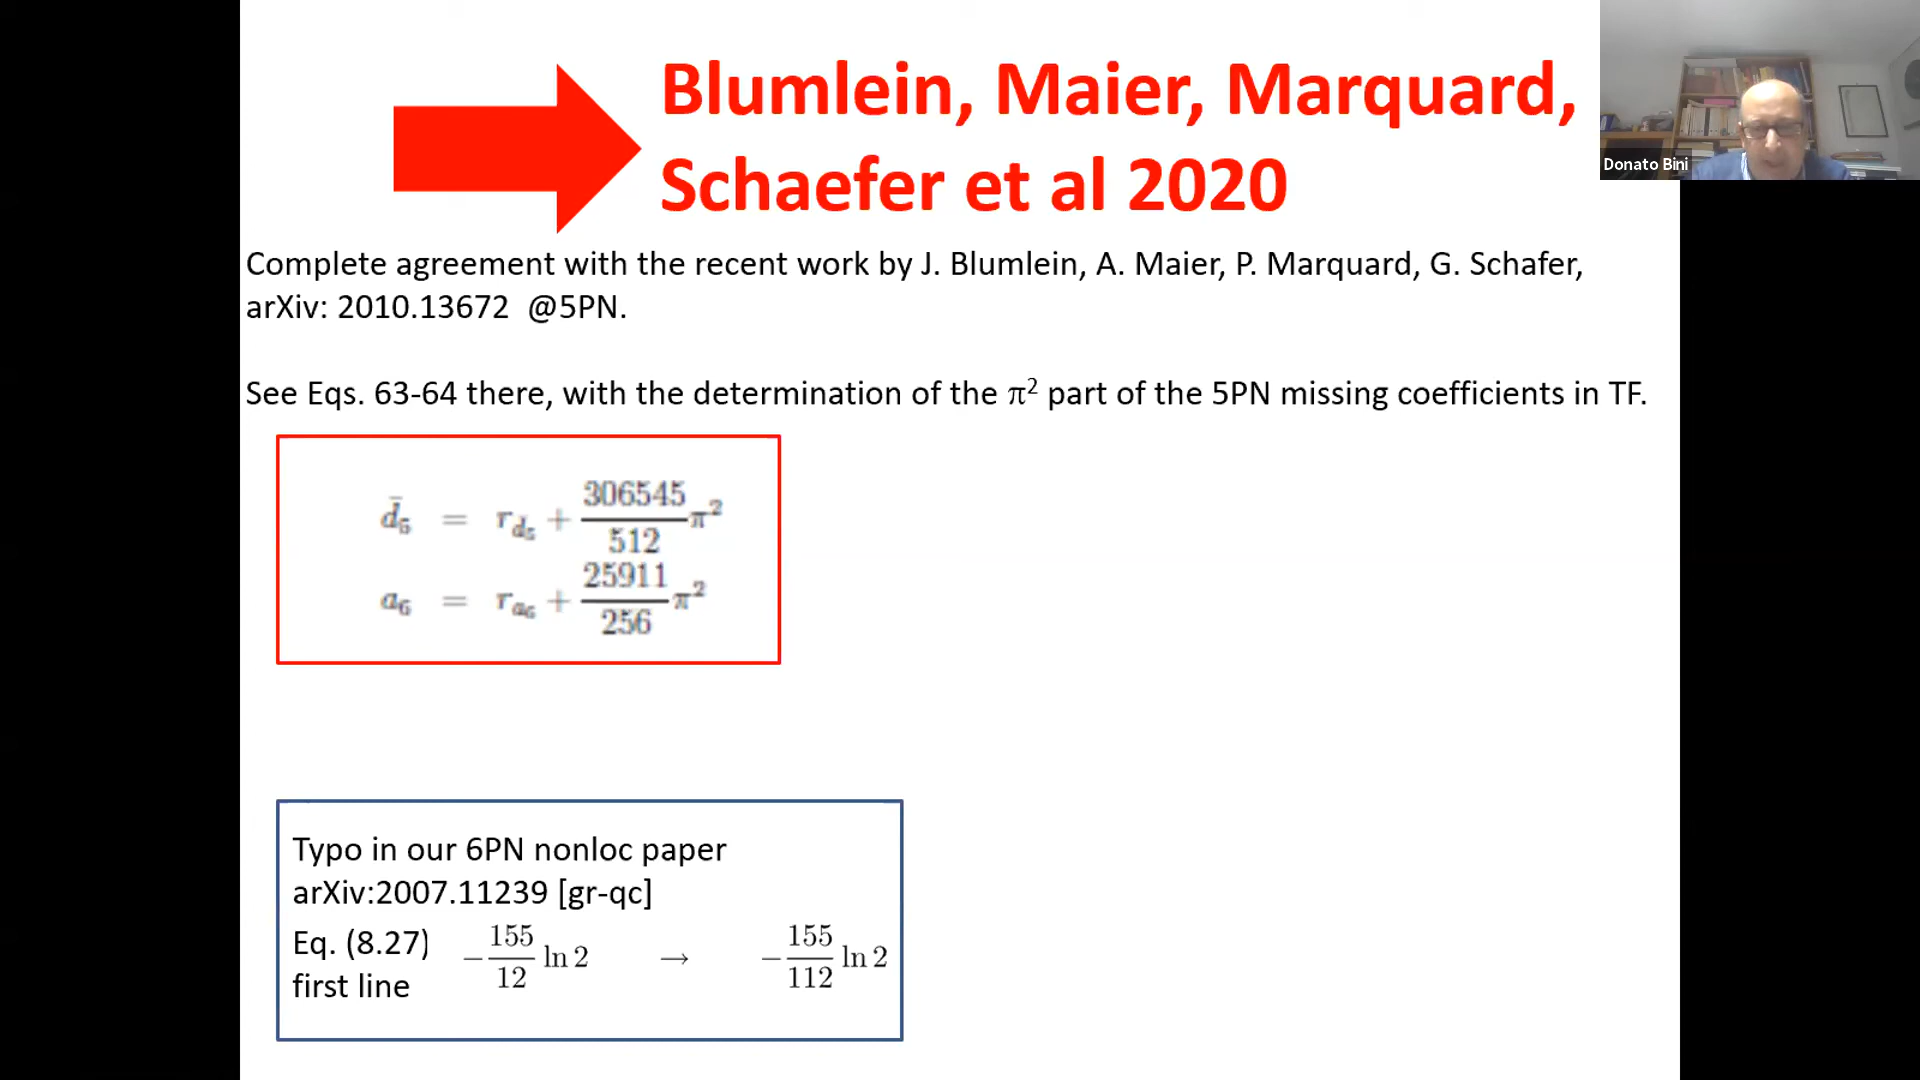 Blumlein, Maier, Marquard,
Schaefer et al 2020
Donato Bini
Complete agreement with the recent work by J. Blumlein, A. Maier, P. Marquard, G. Schafer,
arXiv: 2010.13672 @5PN.
See Eqs. 63-64 there, with the determination of the π² part of the 5PN missing coefficients in TF.
d̄₅ = r_{d₅} + 306545/512 π²
a₆ = r_{a₆} + 25911/256 π²
Typo in our 6PN nonloc paper
arXiv:2007.11239 [gr-qc]
Eq. (8.27) −155/12 ln 2 → −155/112 ln 2
first line